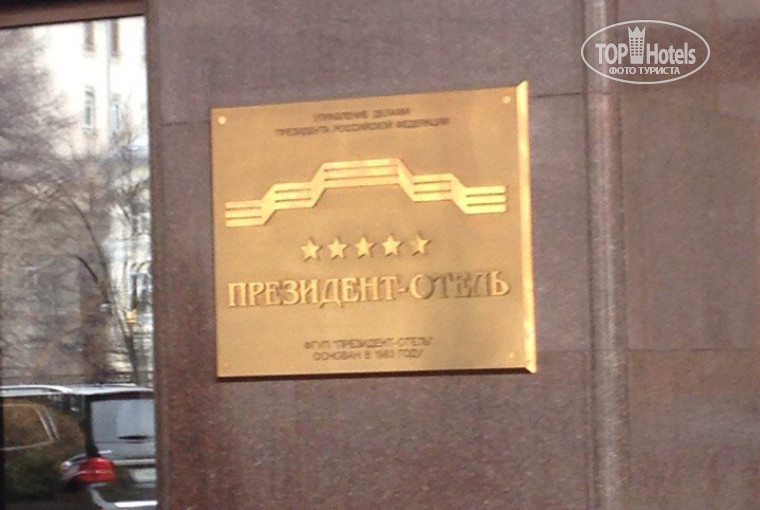 TOP Hotels
ФОТО ТУРИСТА
УПРАВЛЕНИЕ ДЕЛАМИ
ПРЕЗИДЕНТА РОССИЙСКОЙ ФЕДЕРАЦИИ
ПРЕЗИДЕНТ-ОТЕЛЬ
ФГУП "ПРЕЗИДЕНТ-ОТЕЛЬ"
ОСНОВАН В 1983 ГОДУ